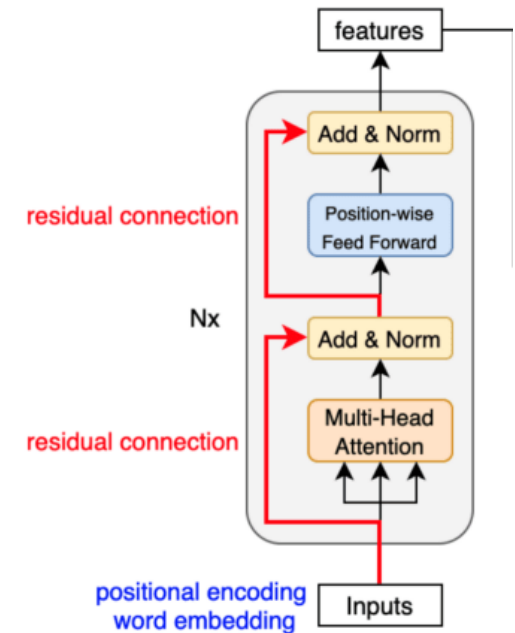 features
Add & Norm
residual connection
Position-wise
Feed Forward
Nx
Add & Norm
residual connection
Multi-Head
Attention
positional encoding
word embedding
Inputs